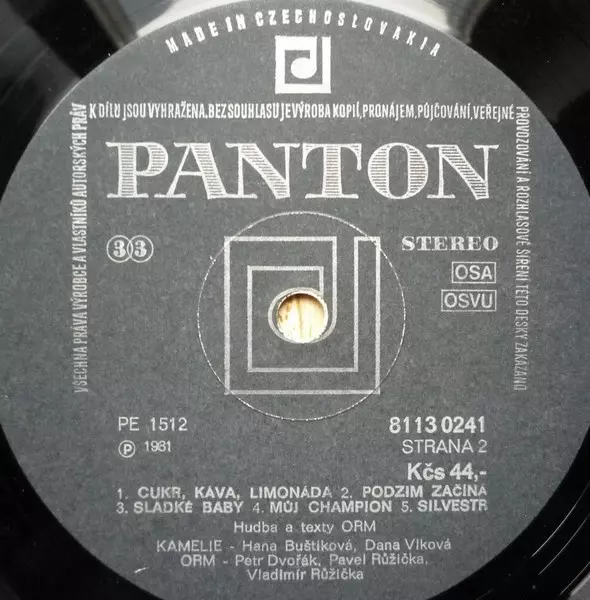 MADE IN CZECHOSLOVAKIA
VŠECHNA PRÁVA VÝROBCE A VLASTNÍKŮ AUTORSKÝCH PRÁV K DÍLU JSOU VYHRAŽENA. BEZ SOUHLASU JE VÝROBA KOPIÍ, PRONÁJEM, PŮJČOVÁNÍ, VEŘEJNÉ PROVOZOVÁNÍ A ROZHLASOVÉ ŠÍŘENÍ TÉTO DESKY ZAKÁZÁNO
PANTON
33
STEREO
OSA
OSVU
PE 1512
81130241
Ⓟ 1981
STRANA 2
Kčs 44,-
1. CUKR, KÁVA, LIMONÁDA 2. PODZIM ZAČÍNÁ
3. SLADKÉ BABY 4. MŮJ CHAMPION 5. SILVESTR
Hudba a texty ORM
KAMELIE - Hana Buštíková, Dana Vlková
ORM - Petr Dvořák, Pavel Růžička,
Vladimír Růžička